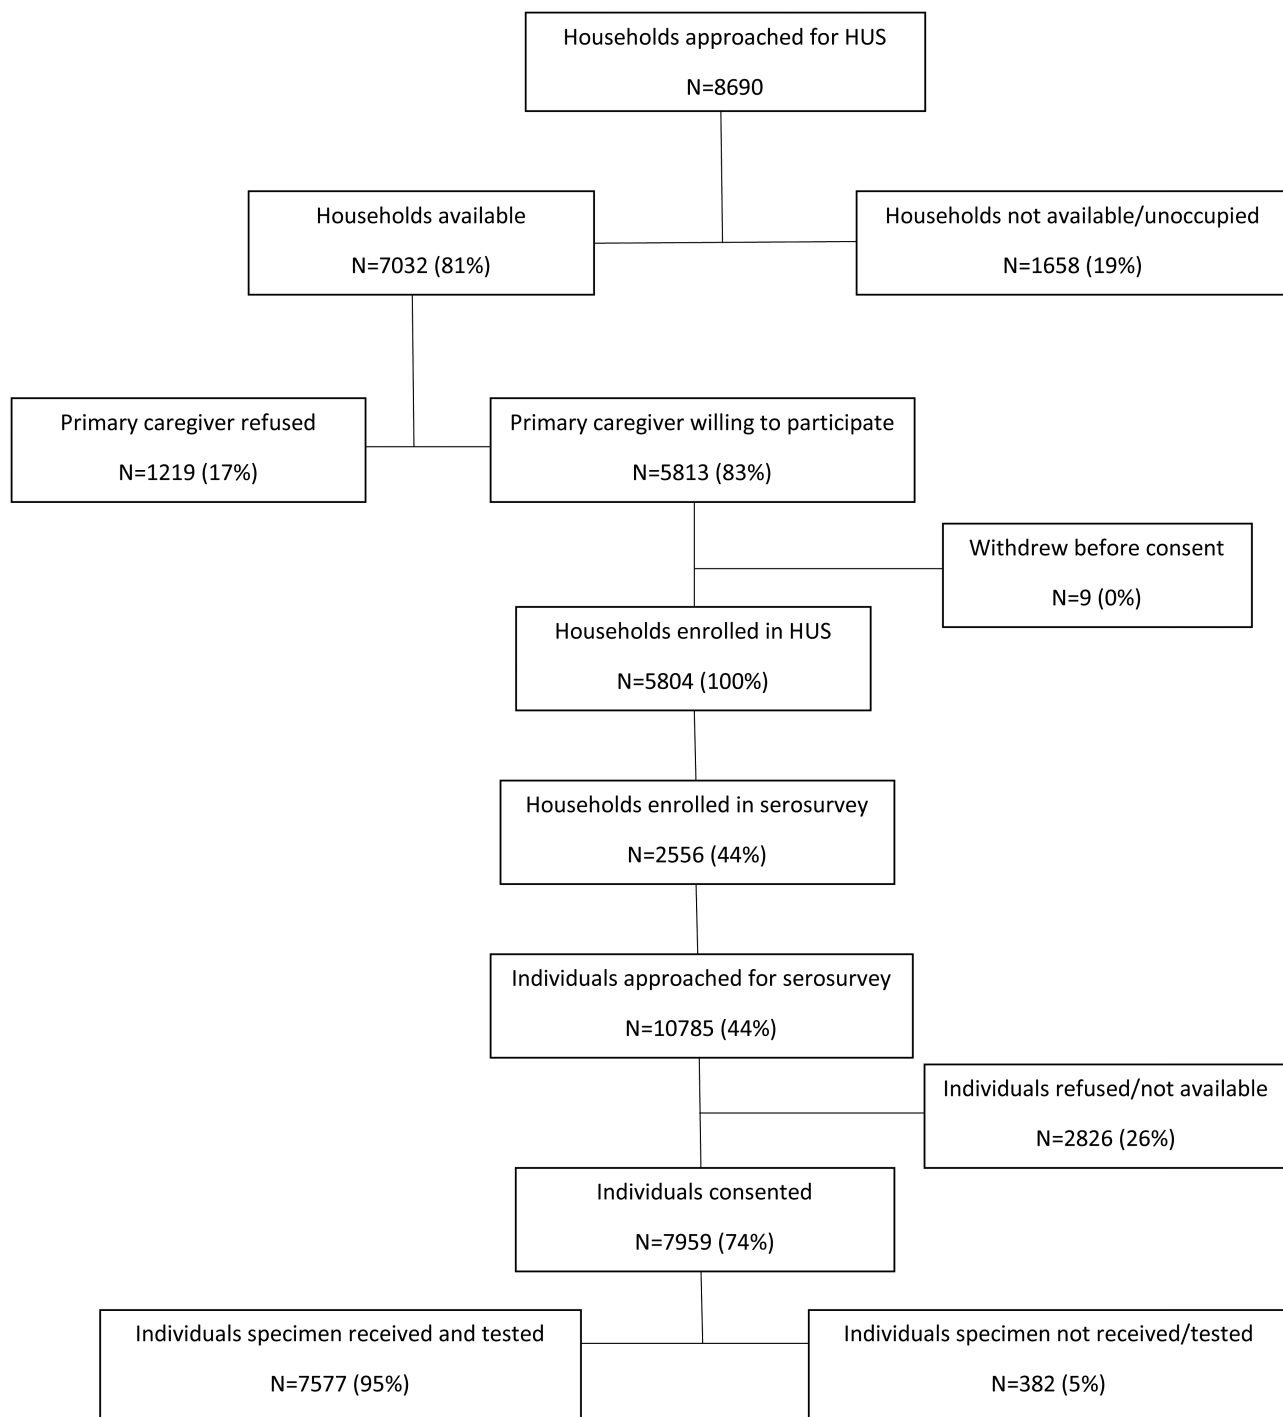 Households approached for HUS
N=8690
Households available
N=7032 (81%)
Households not available/unoccupied
N=1658 (19%)
Primary caregiver refused
N=1219 (17%)
Primary caregiver willing to participate
N=5813 (83%)
Withdrew before consent
N=9 (0%)
Households enrolled in HUS
N=5804 (100%)
Households enrolled in serosurvey
N=2556 (44%)
Individuals approached for serosurvey
N=10785 (44%)
Individuals refused/not available
N=2826 (26%)
Individuals consented
N=7959 (74%)
Individuals specimen received and tested
N=7577 (95%)
Individuals specimen not received/tested
N=382 (5%)